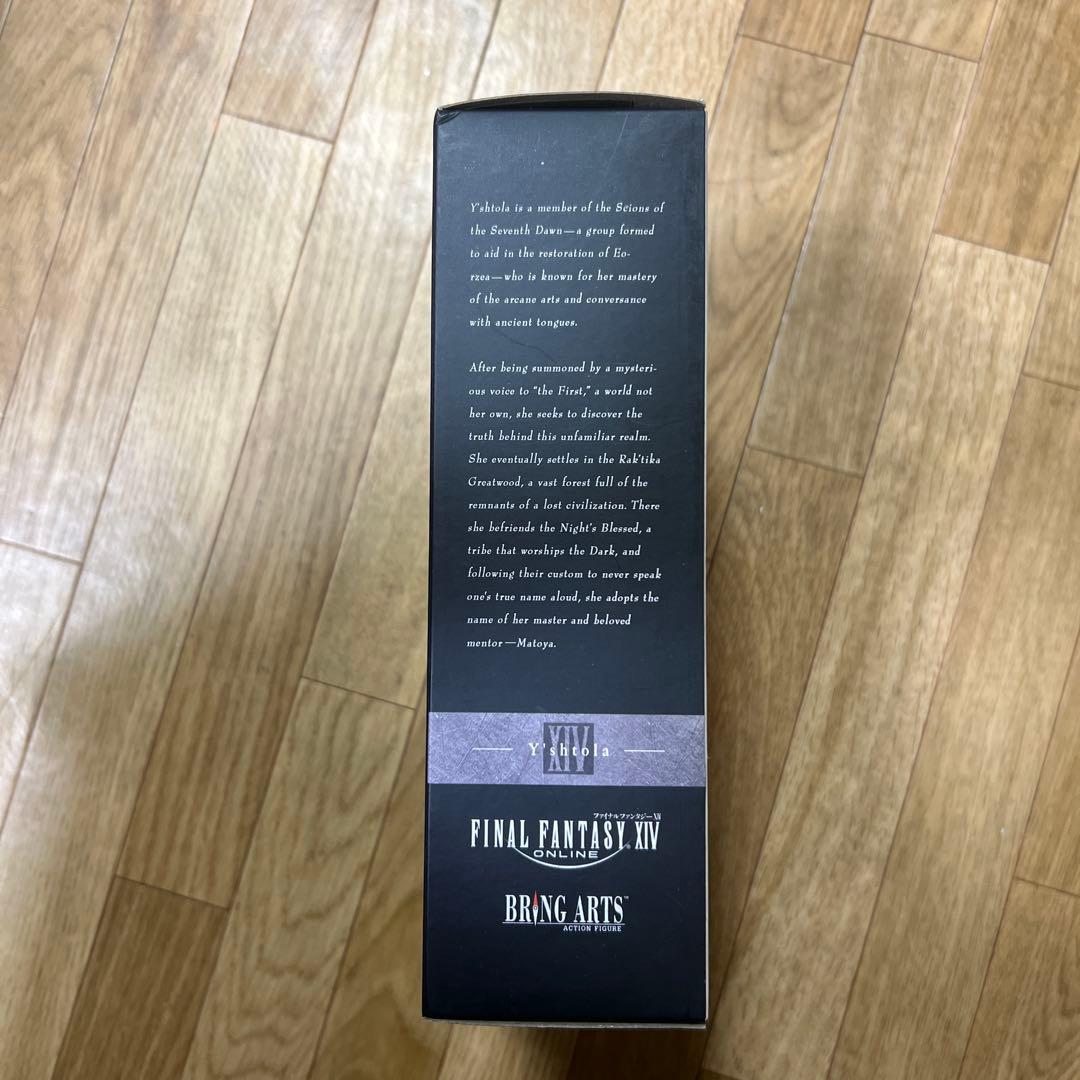 Y'shtola is a member of the Scions of
the Seventh Dawn—a group formed
to aid in the restoration of Eo-
rzea—who is known for her mastery
of the arcane arts and conversance
with ancient tongues.
After being summoned by a mysteri-
ous voice to "the First," a world not
her own, she seeks to discover the
truth behind this unfamiliar realm.
She eventually settles in the Rak'tika
Greatwood, a vast forest full of the
remnants of a lost civilization. There
she befriends the Night's Blessed, a
tribe that worships the Dark, and
following their custom to never speak
one's true name aloud, she adopts the
name of her master and beloved
mentor—Matoya.
XIV
Y'shtola
ファイナルファンタジーXIV
FINAL FANTASY® XIV
ONLINE
BRING ARTS™
ACTION FIGURE